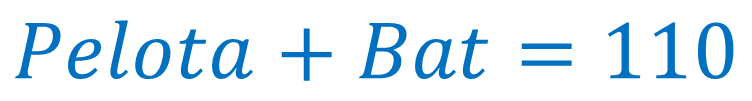 Pelota + Bat = 110